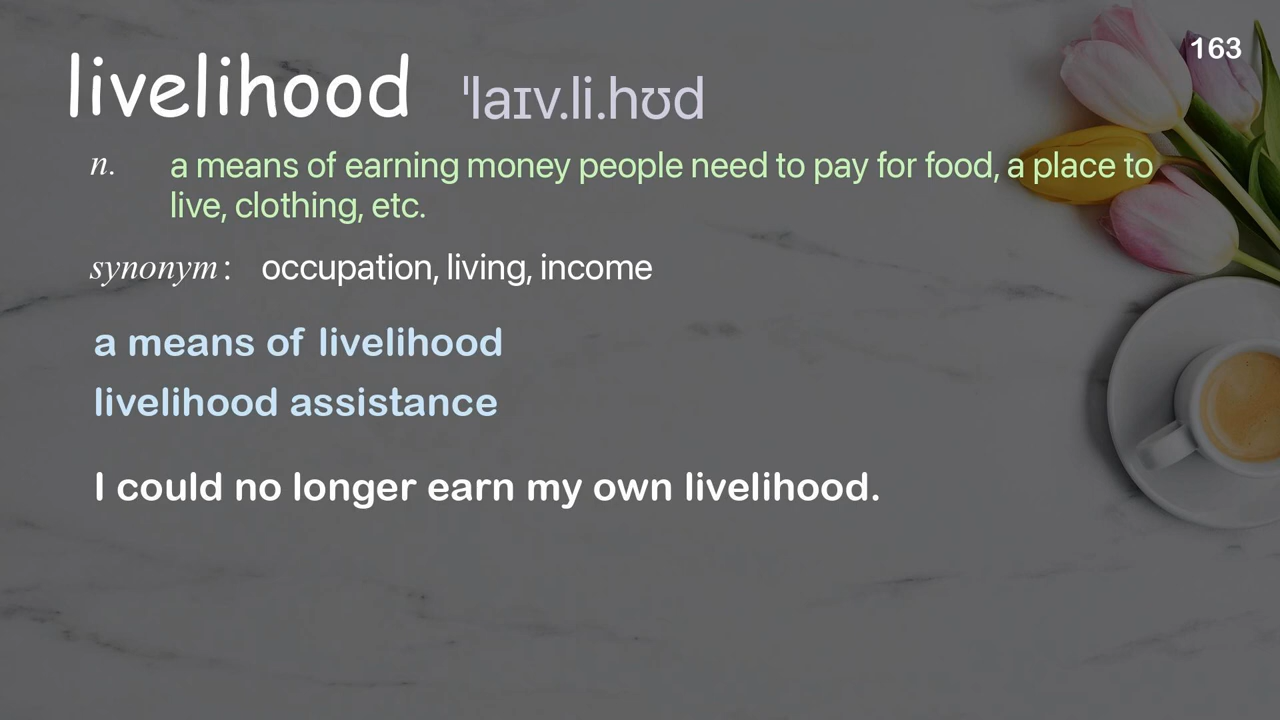 163
livelihood ˈlaɪv.li.hʊd
n. a means of earning money people need to pay for food, a place to
live, clothing, etc.
synonym: occupation, living, income
a means of livelihood
livelihood assistance
I could no longer earn my own livelihood.